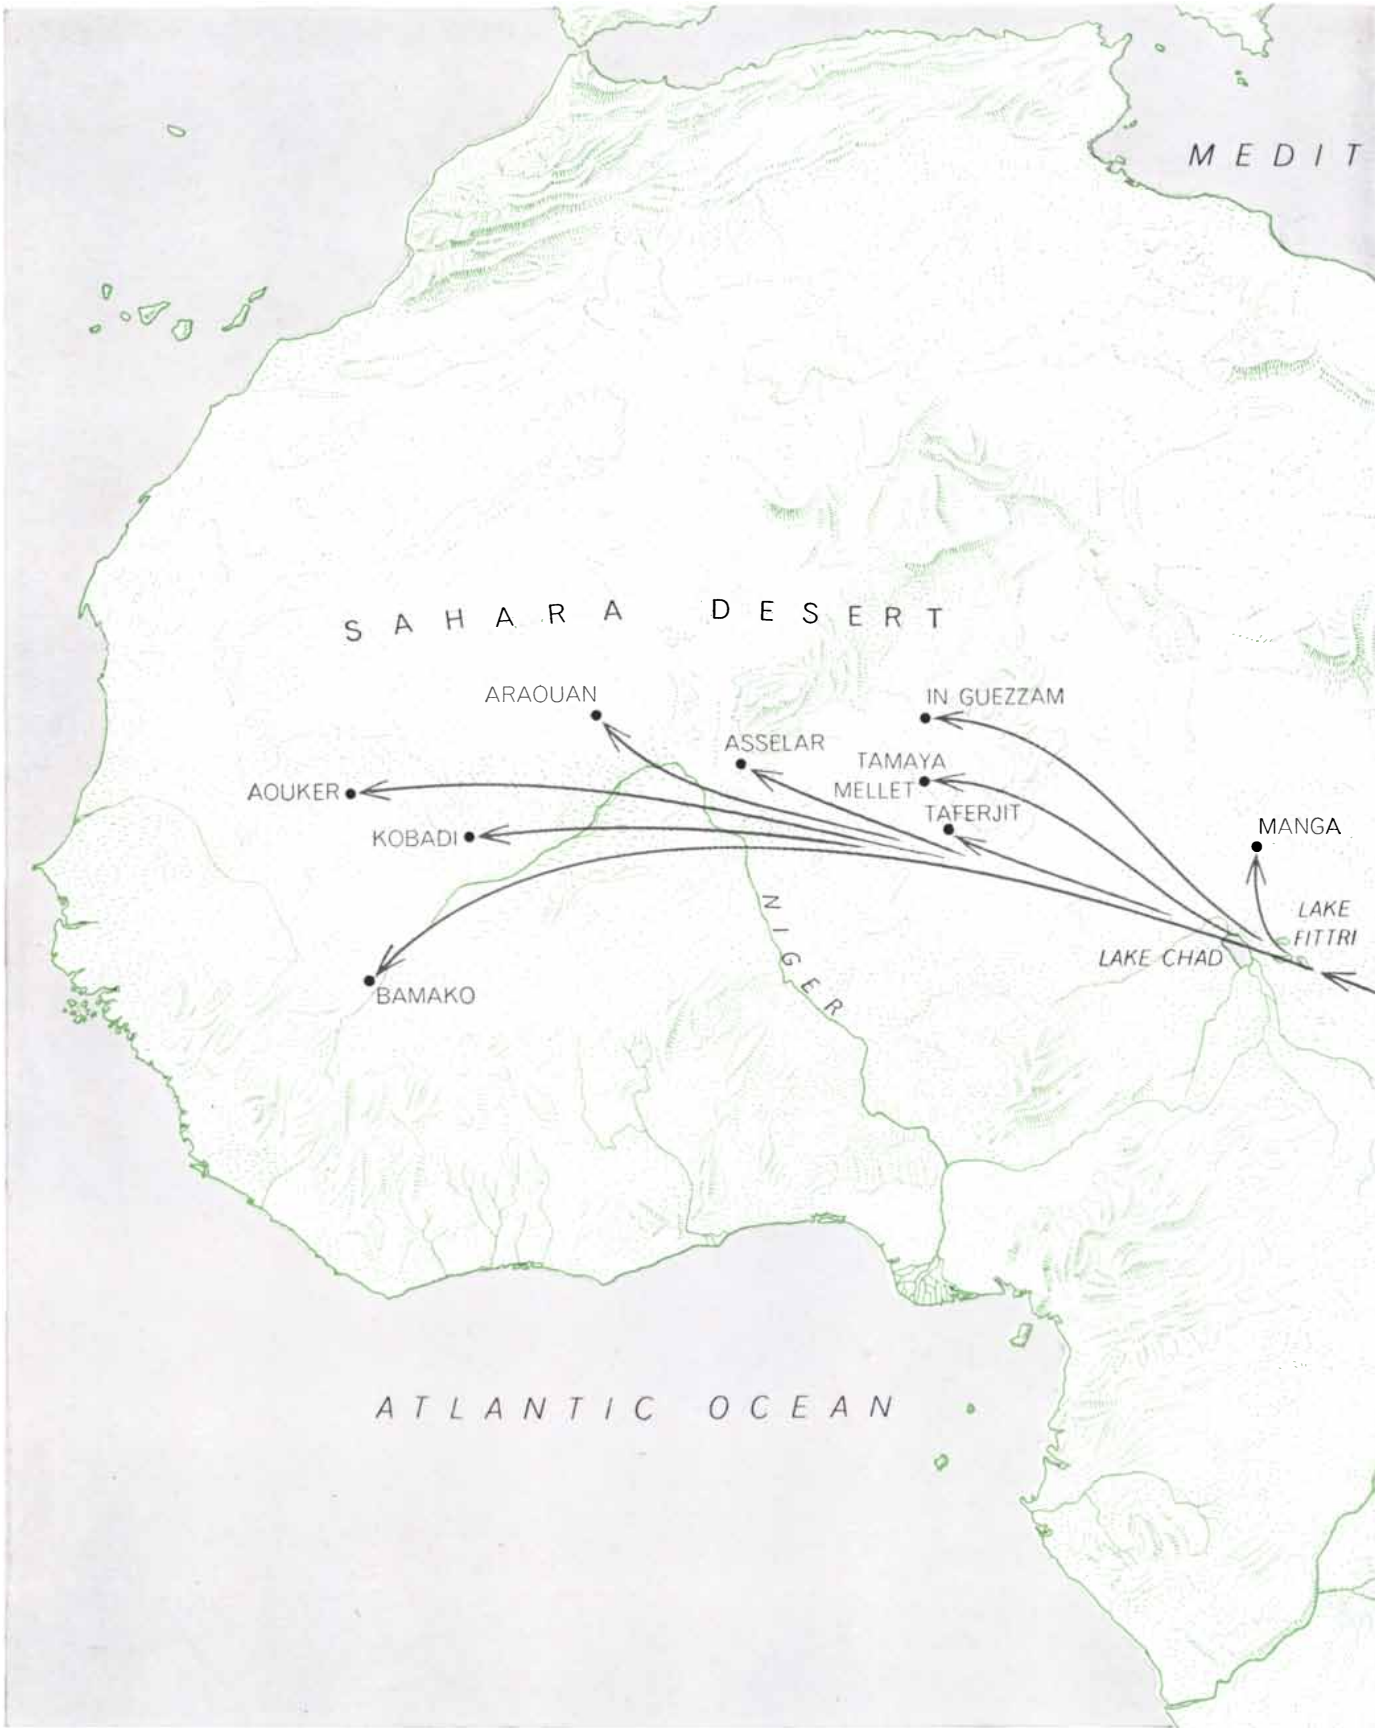 MEDIT
SAHARA DESERT
ARAOUAN
IN GUEZZAM
ASSELAR
TAMAYA
MELLET
AOUKER
TAFERJIT
KOBADI
MANGA
NIGER
LAKE
FITTRI
LAKE CHAD
BAMAKO
ATLANTIC OCEAN